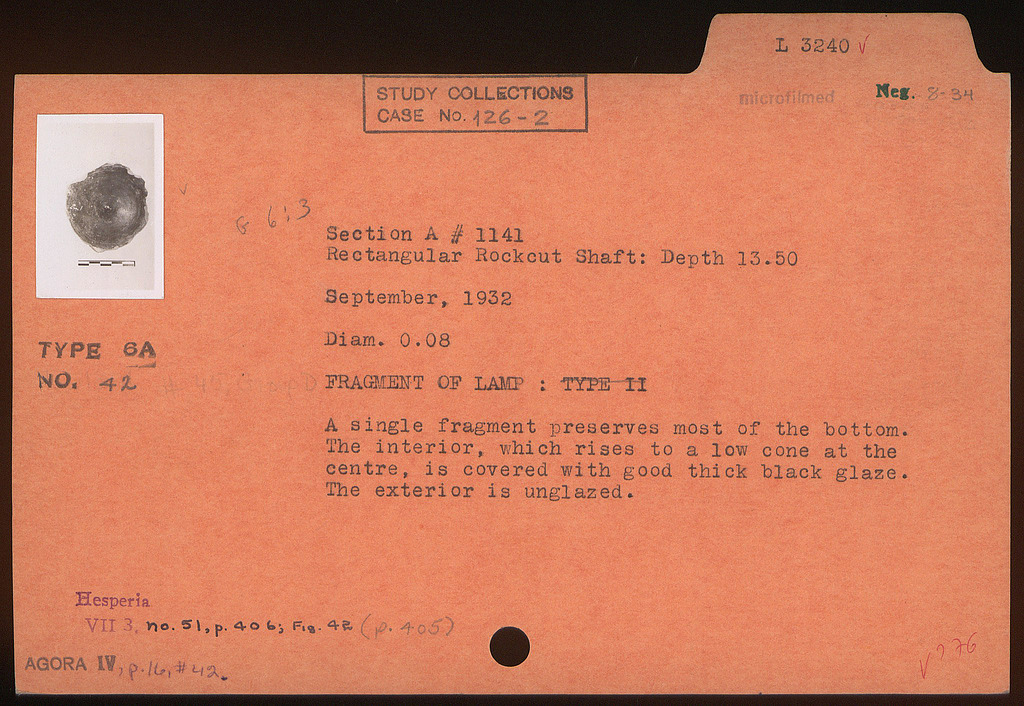 L 3240 √
microfilmed
Neg. 8-34
STUDY COLLECTIONS
CASE No. 126-2
G 6:3
Section A # 1141
Rectangular Rockcut Shaft: Depth 13.50
September, 1932
Diam. 0.08
TYPE 6A
NO. 42
FRAGMENT OF LAMP : TYPE II
A single fragment preserves most of the bottom.
The interior, which rises to a low cone at the
centre, is covered with good thick black glaze.
The exterior is unglazed.
Hesperia
VII 3, no. 51, p. 406; Fig. 42 (p. 405)
AGORA IV, p. 16, #42.